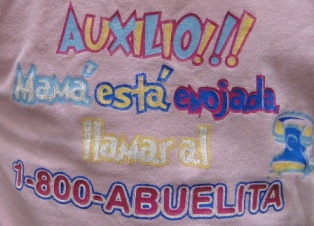 AUXILIO!!!
Mamá está enojada,
llamar al
1-800-ABUELITA